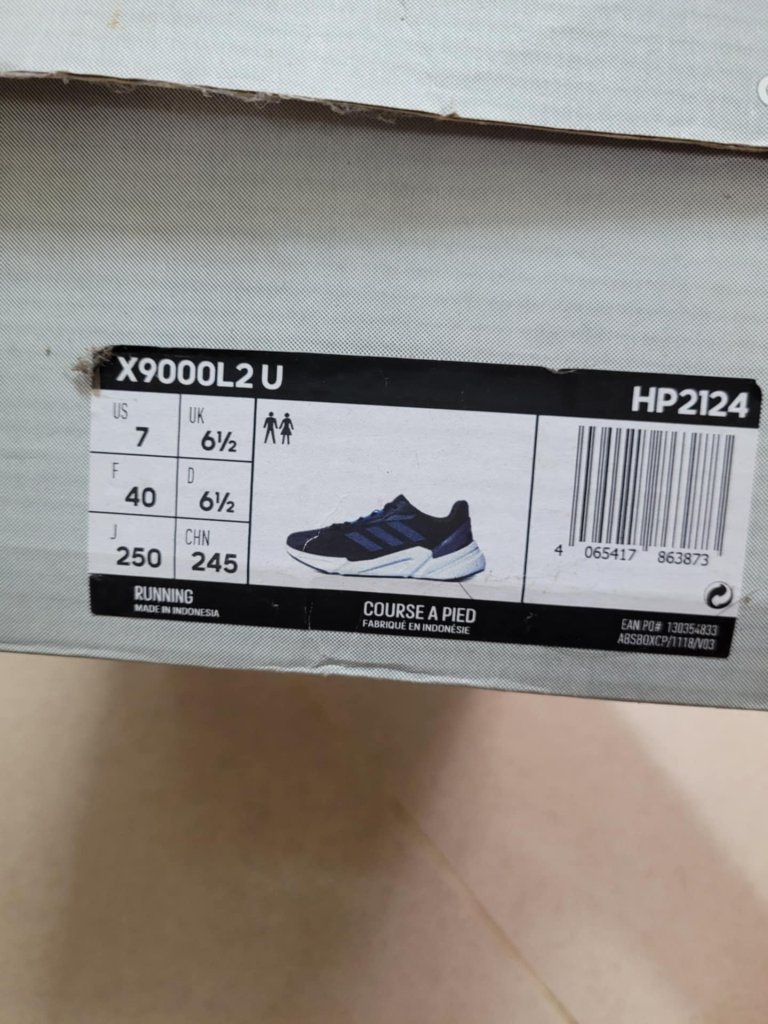 X9000L2 U
HP2124
US 7
UK 6½
F 40
D 6½
J 250
CHN 245
4 065417 863873
RUNNING
MADE IN INDONESIA
COURSE A PIED
FABRIQUÉ EN INDONÉSIE
EAN.PO# 130354833
ABSBOXCP/1118/V03